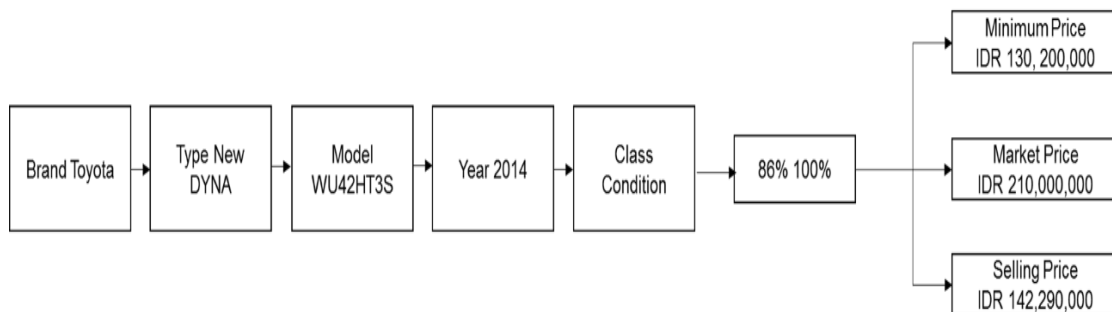 Brand Toyota
Type New
DYNA
Model
WU42HT3S
Year 2014
Class
Condition
86% 100%
Minimum Price
IDR 130, 200,000
Market Price
IDR 210,000,000
Selling Price
IDR 142,290,000